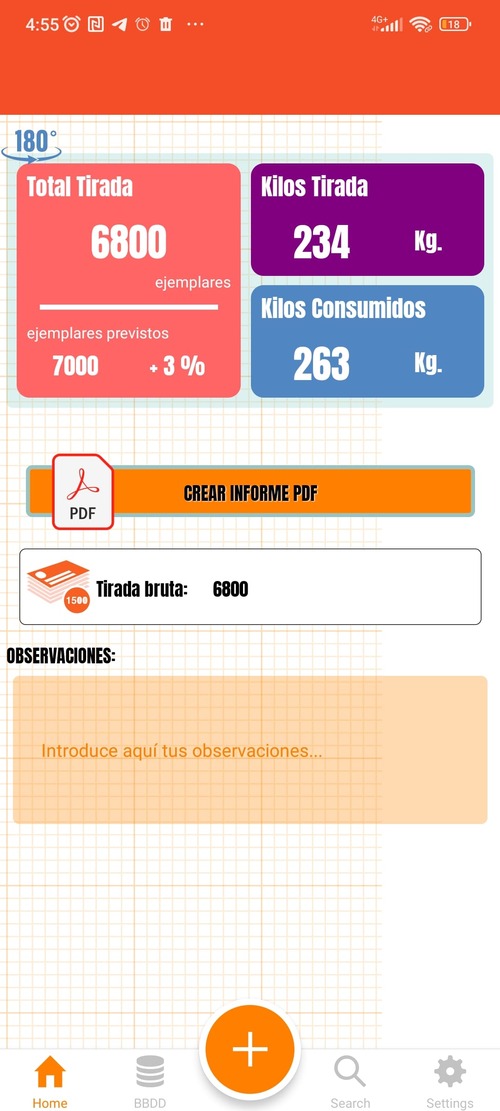 4:55
4G+
18
180°
Total Tirada
6800
ejemplares
ejemplares previstos
7000 + 3 %
Kilos Tirada
234 Kg.
Kilos Consumidos
263 Kg.
PDF
CREAR INFORME PDF
1500
Tirada bruta: 6800
OBSERVACIONES:
Introduce aquí tus observaciones...
Home
BBDD
Search
Settings